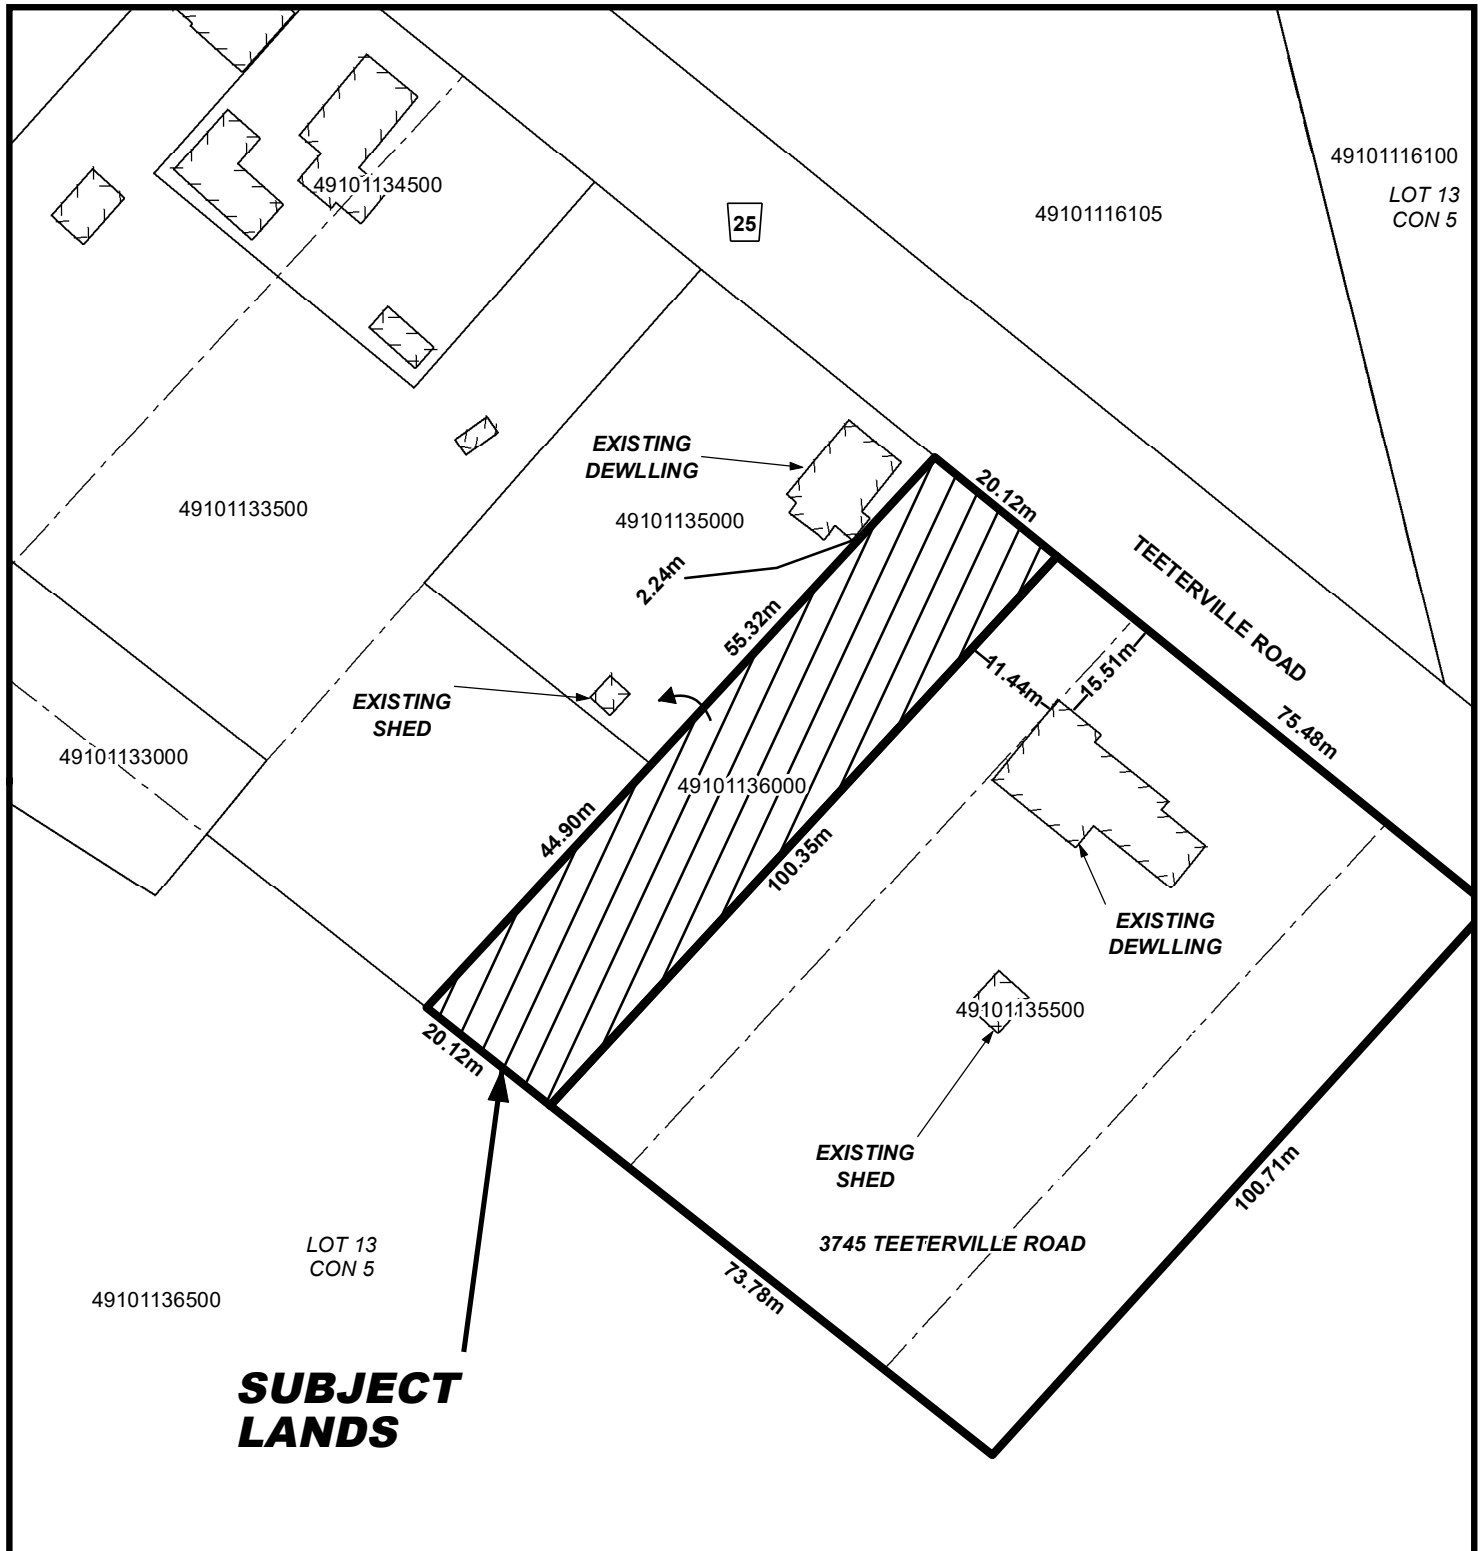 49101116100
LOT 13
CON 5
49101134500
49101116105
25
EXISTING
DEWLLING
20.12m
49101133500
49101135000
TEETERVILLE ROAD
2.24m
55.32m
11.44m
15.51m
EXISTING
SHED
75.48m
49101133000
49101136000
44.90m
100.35m
EXISTING
DEWLLING
49101135500
20.12m
EXISTING
SHED
100.71m
3745 TEETERVILLE ROAD
LOT 13
CON 5
73.78m
49101136500
SUBJECT
LANDS